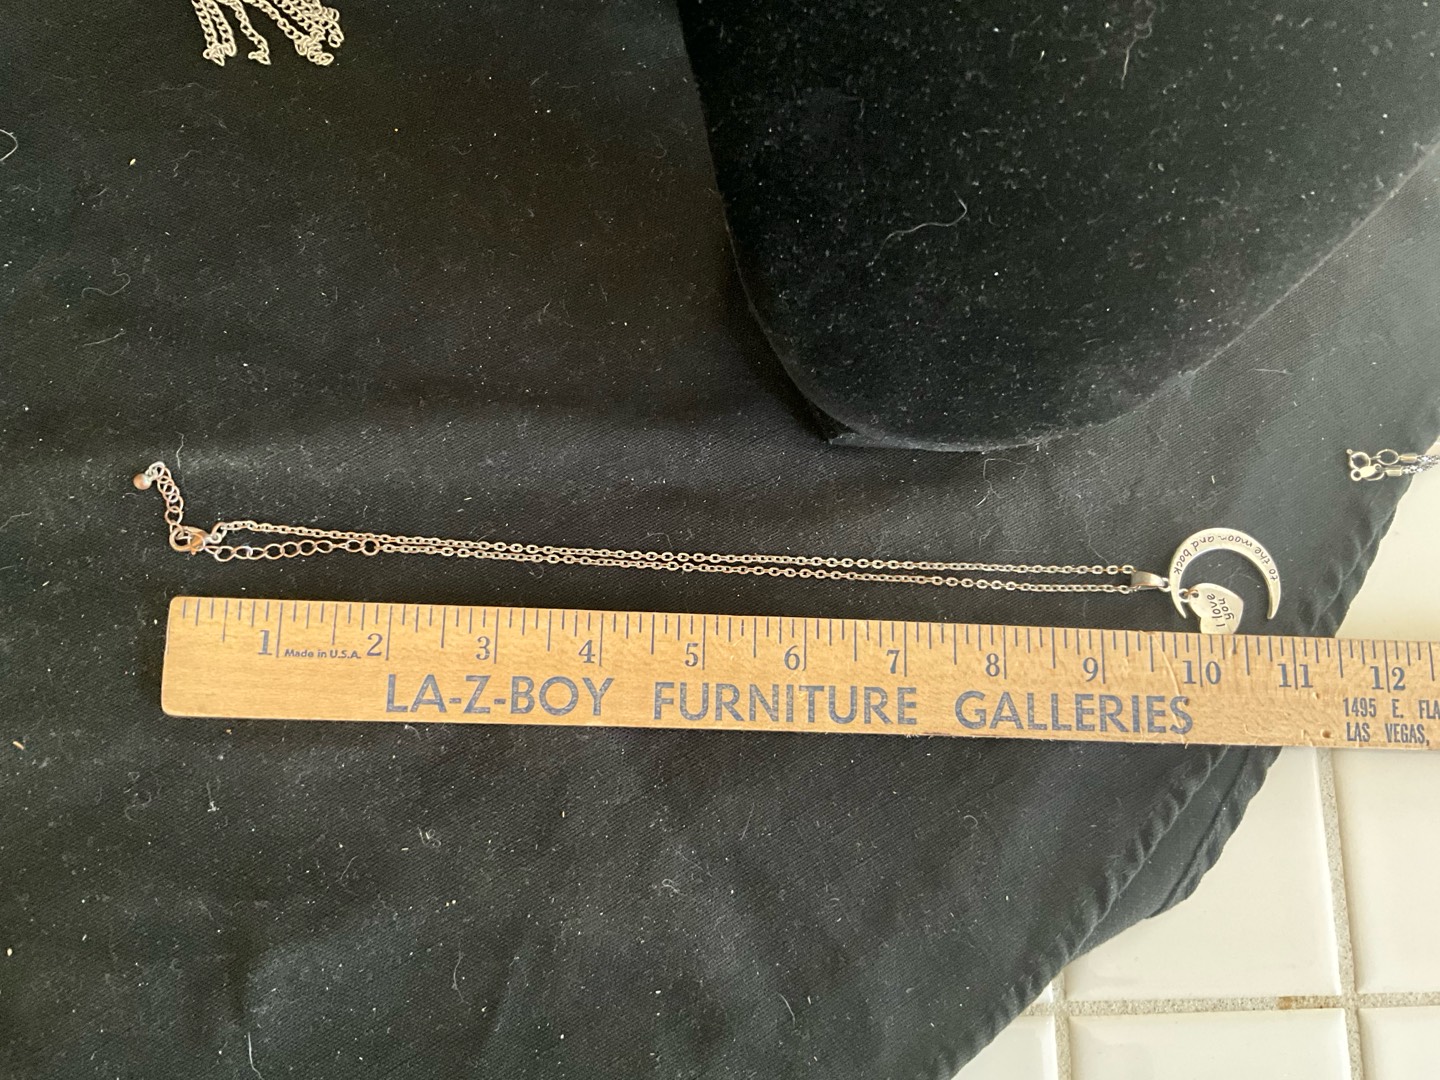 to the moon and back
I love
you
1 2 3 4 5 6 7 8 9 10 11 12
Made in U.S.A.
LA-Z-BOY FURNITURE GALLERIES
1495 E. FLA
LAS VEGAS,